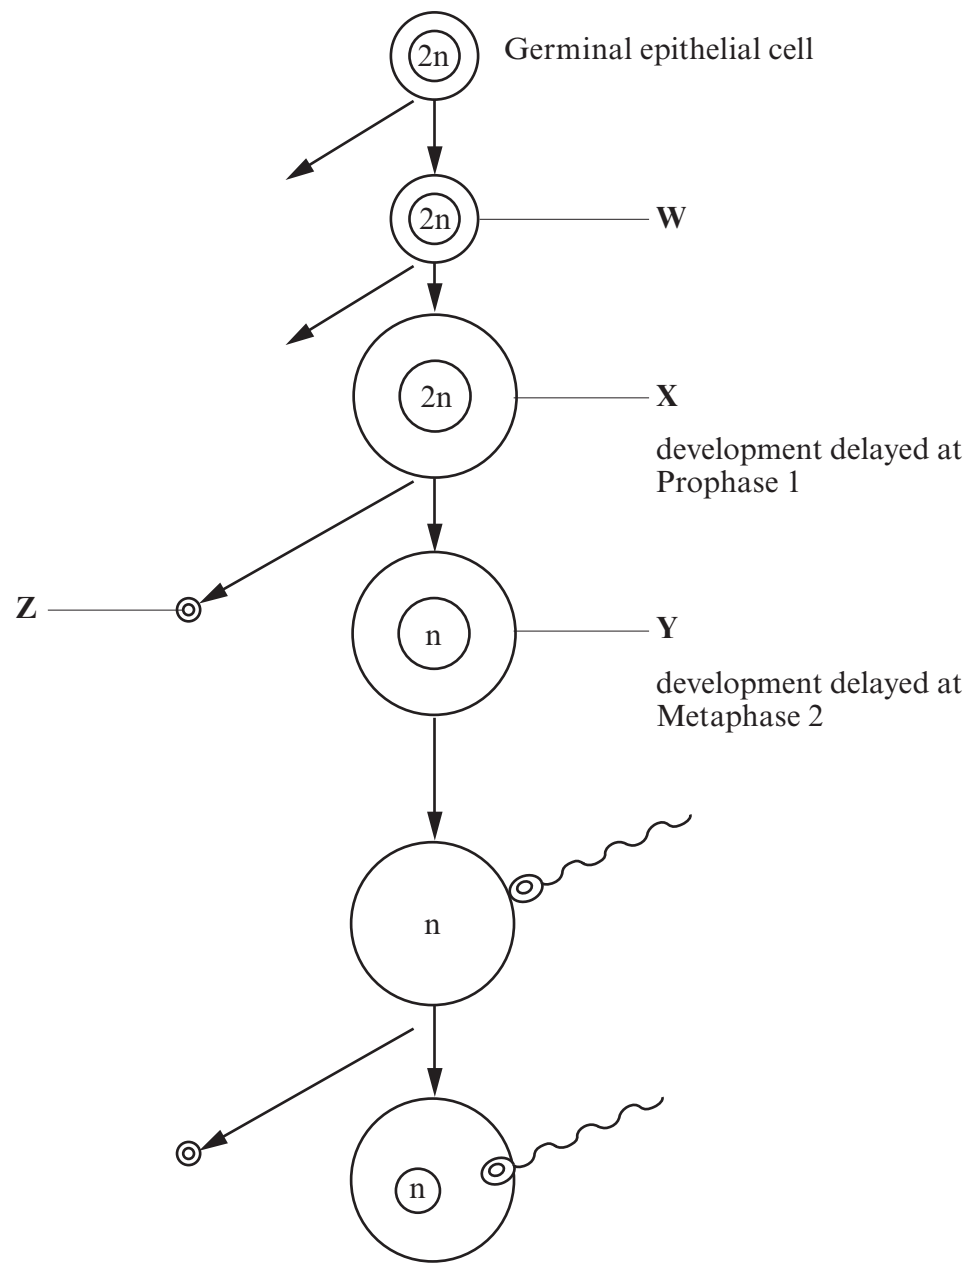 2n
Germinal epithelial cell
2n
W
2n
X
development delayed at
Prophase 1
Z
n
Y
development delayed at
Metaphase 2
n
n